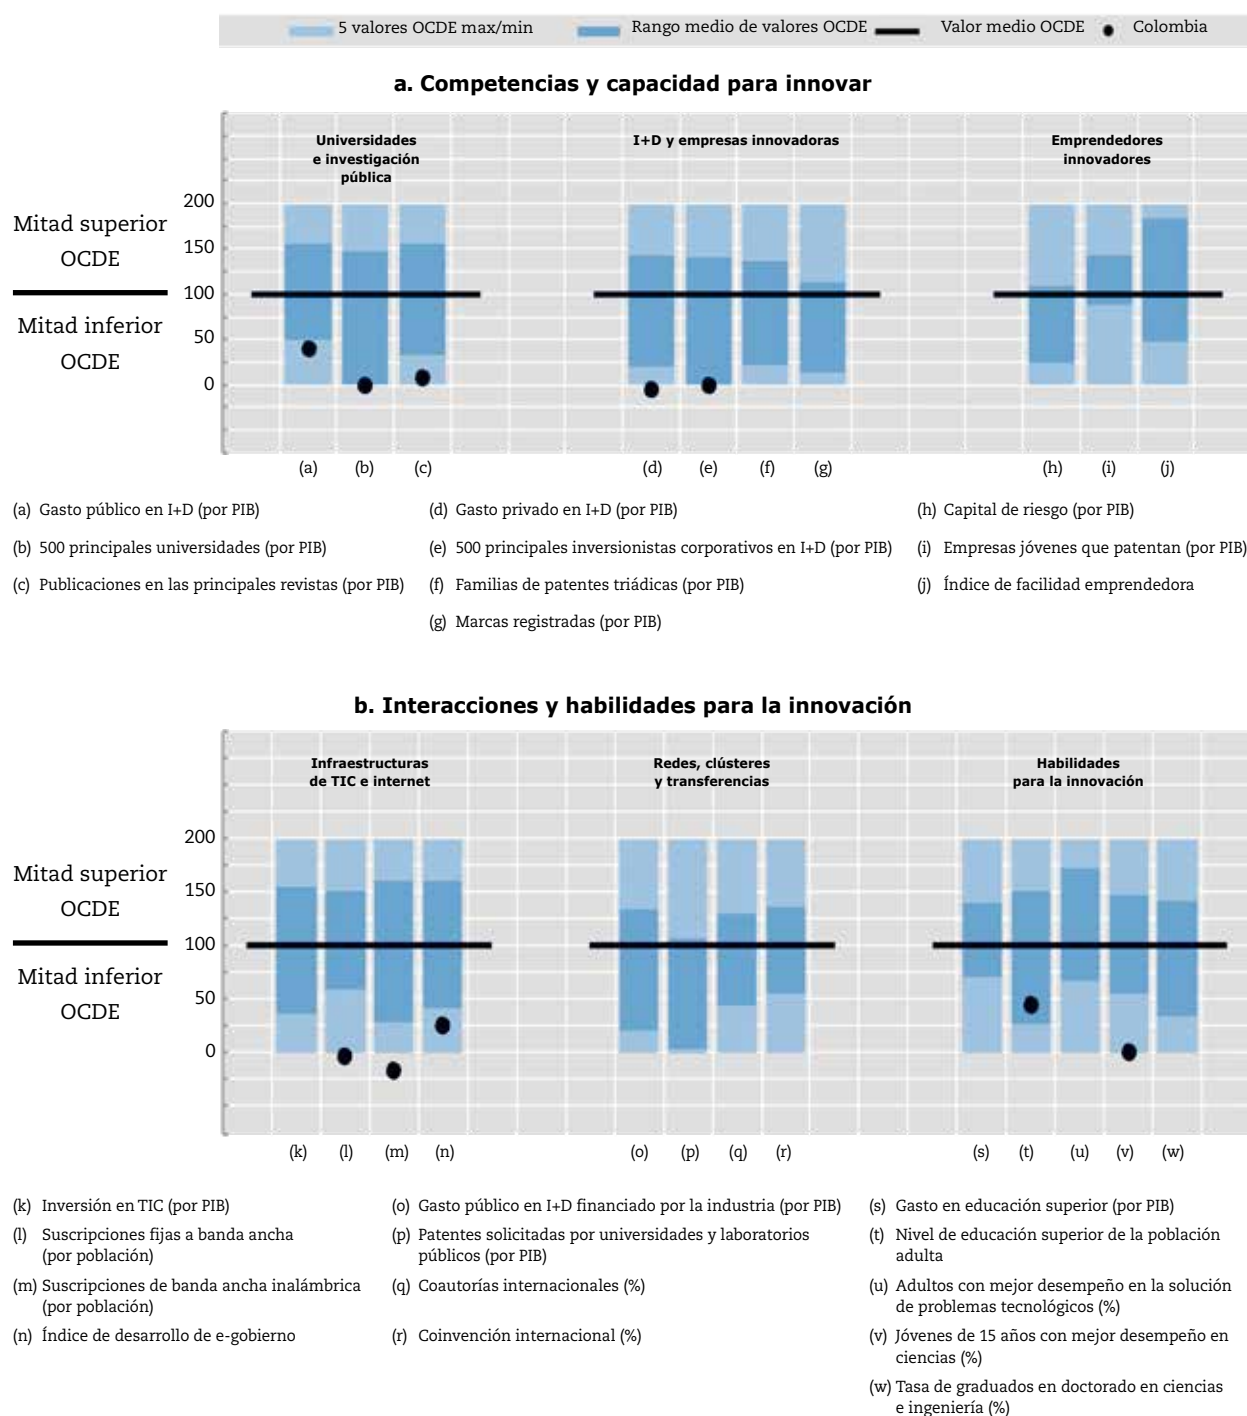 5 valores OCDE max/min Rango medio de valores OCDE Valor medio OCDE Colombia
a. Competencias y capacidad para innovar
Universidades
e investigación
pública
I+D y empresas innovadoras
Emprendedores
innovadores
200
150
100
50
0
Mitad superior
OCDE
Mitad inferior
OCDE
(a) (b) (c) (d) (e) (f) (g) (h) (i) (j)
(a) Gasto público en I+D (por PIB)
(b) 500 principales universidades (por PIB)
(c) Publicaciones en las principales revistas (por PIB)
(d) Gasto privado en I+D (por PIB)
(e) 500 principales inversionistas corporativos en I+D (por PIB)
(f) Familias de patentes triádicas (por PIB)
(g) Marcas registradas (por PIB)
(h) Capital de riesgo (por PIB)
(i) Empresas jóvenes que patentan (por PIB)
(j) Índice de facilidad emprendedora
b. Interacciones y habilidades para la innovación
Infraestructuras
de TIC e internet
Redes, clústeres
y transferencias
Habilidades
para la innovación
200
150
100
50
0
Mitad superior
OCDE
Mitad inferior
OCDE
(k) (l) (m) (n) (o) (p) (q) (r) (s) (t) (u) (v) (w)
(k) Inversión en TIC (por PIB)
(l) Suscripciones fijas a banda ancha
(por población)
(m) Suscripciones de banda ancha inalámbrica
(por población)
(n) Índice de desarrollo de e-gobierno
(o) Gasto público en I+D financiado por la industria (por PIB)
(p) Patentes solicitadas por universidades y laboratorios
públicos (por PIB)
(q) Coautorías internacionales (%)
(r) Coinvención internacional (%)
(s) Gasto en educación superior (por PIB)
(t) Nivel de educación superior de la población
adulta
(u) Adultos con mejor desempeño en la solución
de problemas tecnológicos (%)
(v) Jóvenes de 15 años con mejor desempeño en
ciencias (%)
(w) Tasa de graduados en doctorado en ciencias
e ingeniería (%)